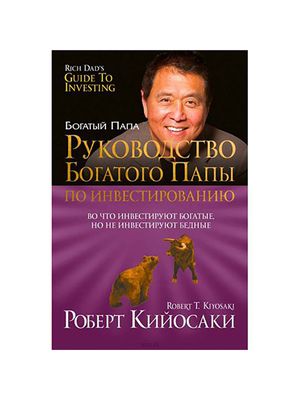 Rich Dad's
Guide To
Investing
Богатый Папа
Руководство
Богатого Папы
по инвестированию
Во что инвестируют богатые,
но не инвестируют бедные
Robert T. Kiyosaki
Роберт Кийосаки